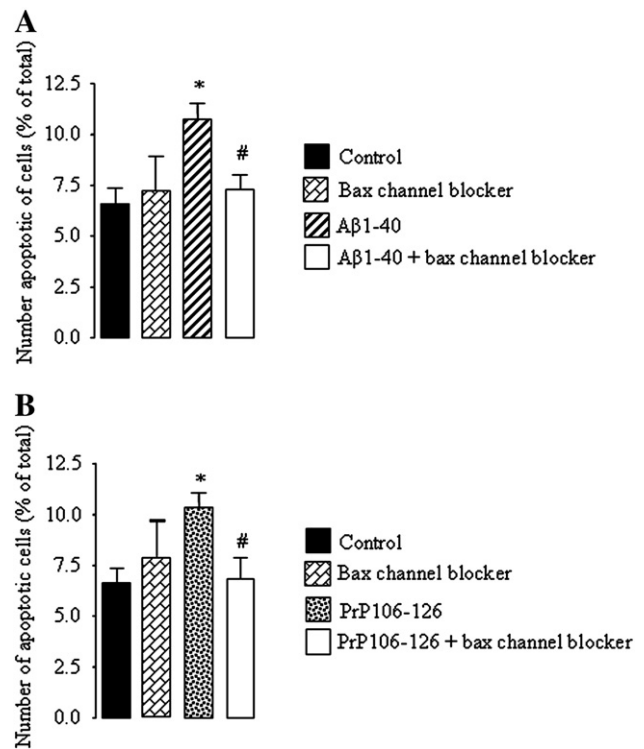 A
Number apoptotic of cells (% of total)
12.5
10.0
7.5
5.0
2.5
0.0
*
#
Control
Bax channel blocker
Aβ1-40
Aβ1-40 + bax channel blocker
B
Number of apoptotic cells (% of total)
12.5
10.0
7.5
5.0
2.5
0.0
*
#
Control
Bax channel blocker
PrP106-126
PrP106-126 + bax channel blocker